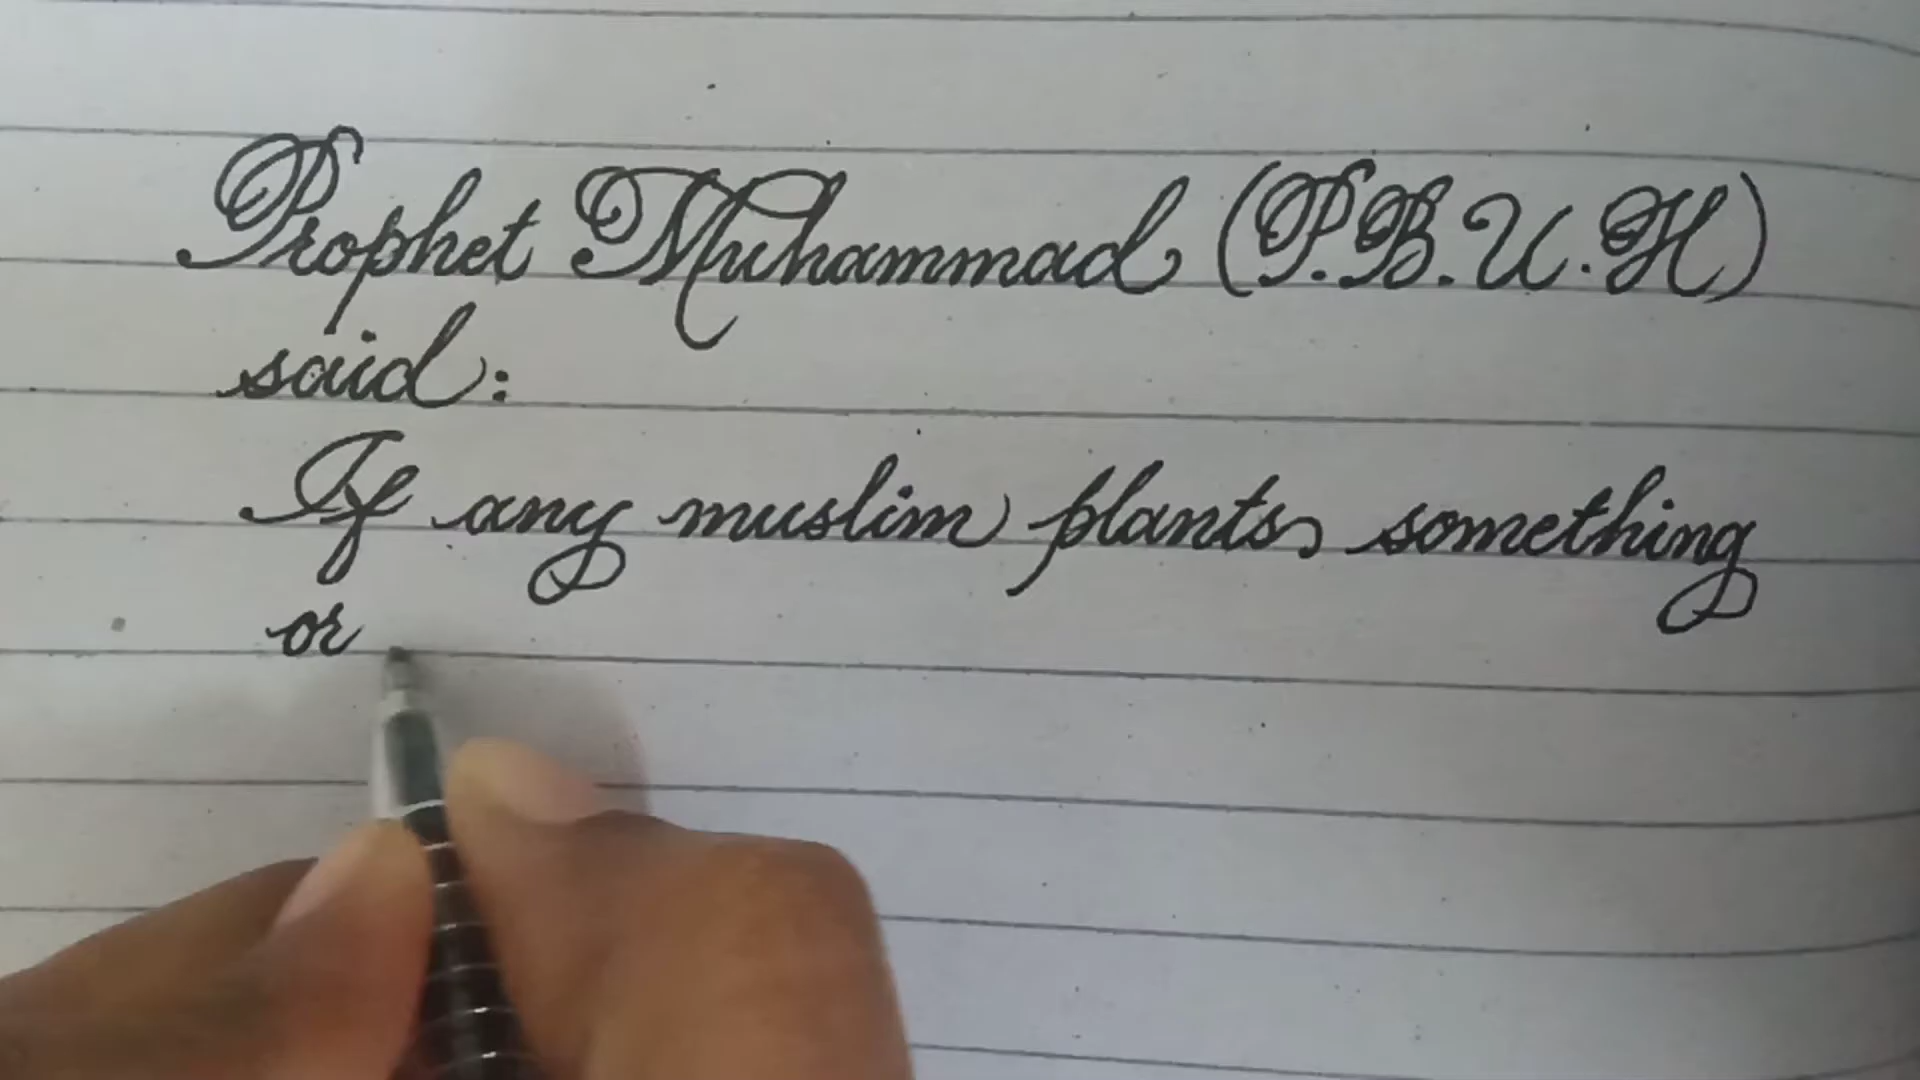 Prophet Muhammad (P.B.U.H)
said:
If any muslim plants something
or